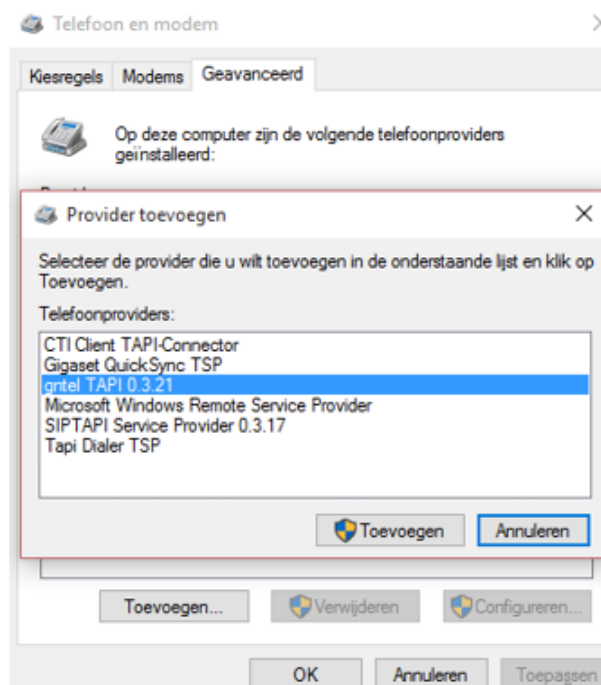 Telefoon en modem
Kiesregels Modems Geavanceerd
Op deze computer zijn de volgende telefoonproviders
geïnstalleerd:
Provider toevoegen
Selecteer de provider die u wilt toevoegen in de onderstaande lijst en klik op
Toevoegen.
Telefoonproviders:
CTI Client TAPI-Connector
Gigaset QuickSync TSP
gntel TAPI 0.3.21
Microsoft Windows Remote Service Provider
SIPTAPI Service Provider 0.3.17
Tapi Dialer TSP
Toevoegen Annuleren
Toevoegen... Verwijderen Configureren...
OK Annuleren Toepassen